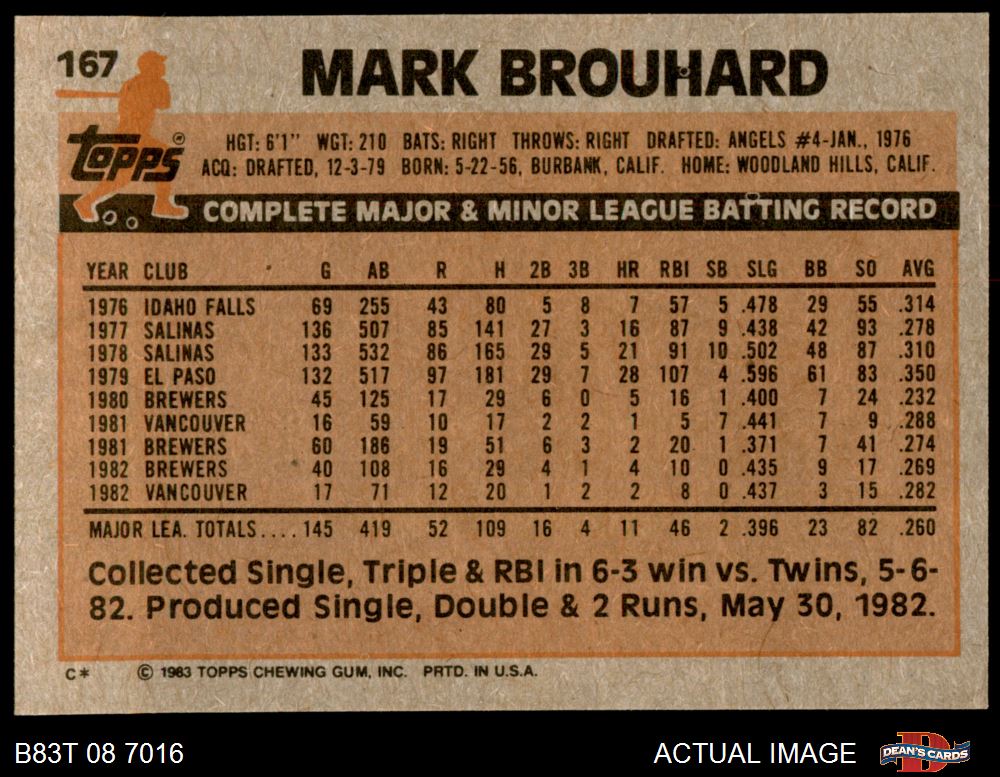 167 MARK BROUHARD
Topps ®
HGT: 6'1" WGT: 210 BATS: RIGHT THROWS: RIGHT DRAFTED: ANGELS #4-JAN., 1976
ACQ: DRAFTED, 12-3-79 BORN: 5-22-56, BURBANK, CALIF. HOME: WOODLAND HILLS, CALIF.
COMPLETE MAJOR & MINOR LEAGUE BATTING RECORD
YEAR CLUB G AB R H 2B 3B HR RBI SB SLG BB SO AVG
1976 IDAHO FALLS 69 255 43 80 5 8 7 57 5 .478 29 55 .314
1977 SALINAS 136 507 85 141 27 3 16 87 9 .438 42 93 .278
1978 SALINAS 133 532 86 165 29 5 21 91 10 .502 48 87 .310
1979 EL PASO 132 517 97 181 29 7 28 107 4 .596 61 83 .350
1980 BREWERS 45 125 17 29 6 0 5 16 1 .400 7 24 .232
1981 VANCOUVER 16 59 10 17 2 2 1 5 7 .441 7 9 .288
1981 BREWERS 60 186 19 51 6 3 2 20 1 .371 7 41 .274
1982 BREWERS 40 108 16 29 4 1 4 10 0 .435 9 17 .269
1982 VANCOUVER 17 71 12 20 1 2 2 8 0 .437 3 15 .282
MAJOR LEA. TOTALS.... 145 419 52 109 16 4 11 46 2 .396 23 82 .260
Collected Single, Triple & RBI in 6-3 win vs. Twins, 5-6-
82. Produced Single, Double & 2 Runs, May 30, 1982.
C* © 1983 TOPPS CHEWING GUM, INC. PRTD. IN U.S.A.
B83T 08 7016 ACTUAL IMAGE DEAN'S CARDS